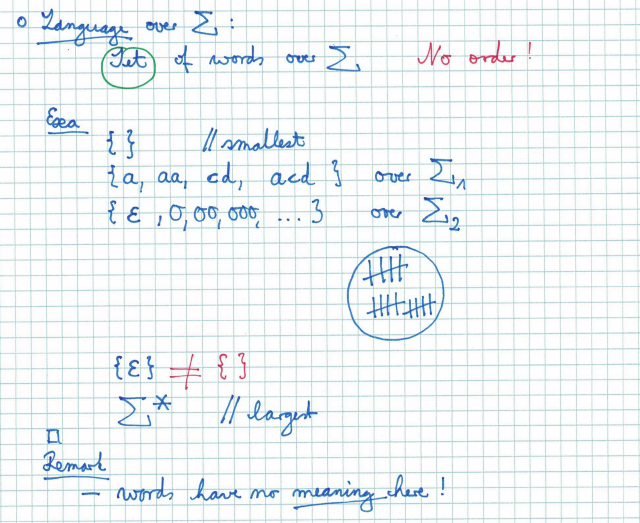 o Language over Σ :
Set of words over Σ No order !
Exa
{ } // smallest
{a, aa, cd, acd } over Σ₁
{ ε , 0, 00, 000, ... } over Σ₂
{ε} ≠ { }
Σ* // largest
□
Remark
— words have no meaning here !